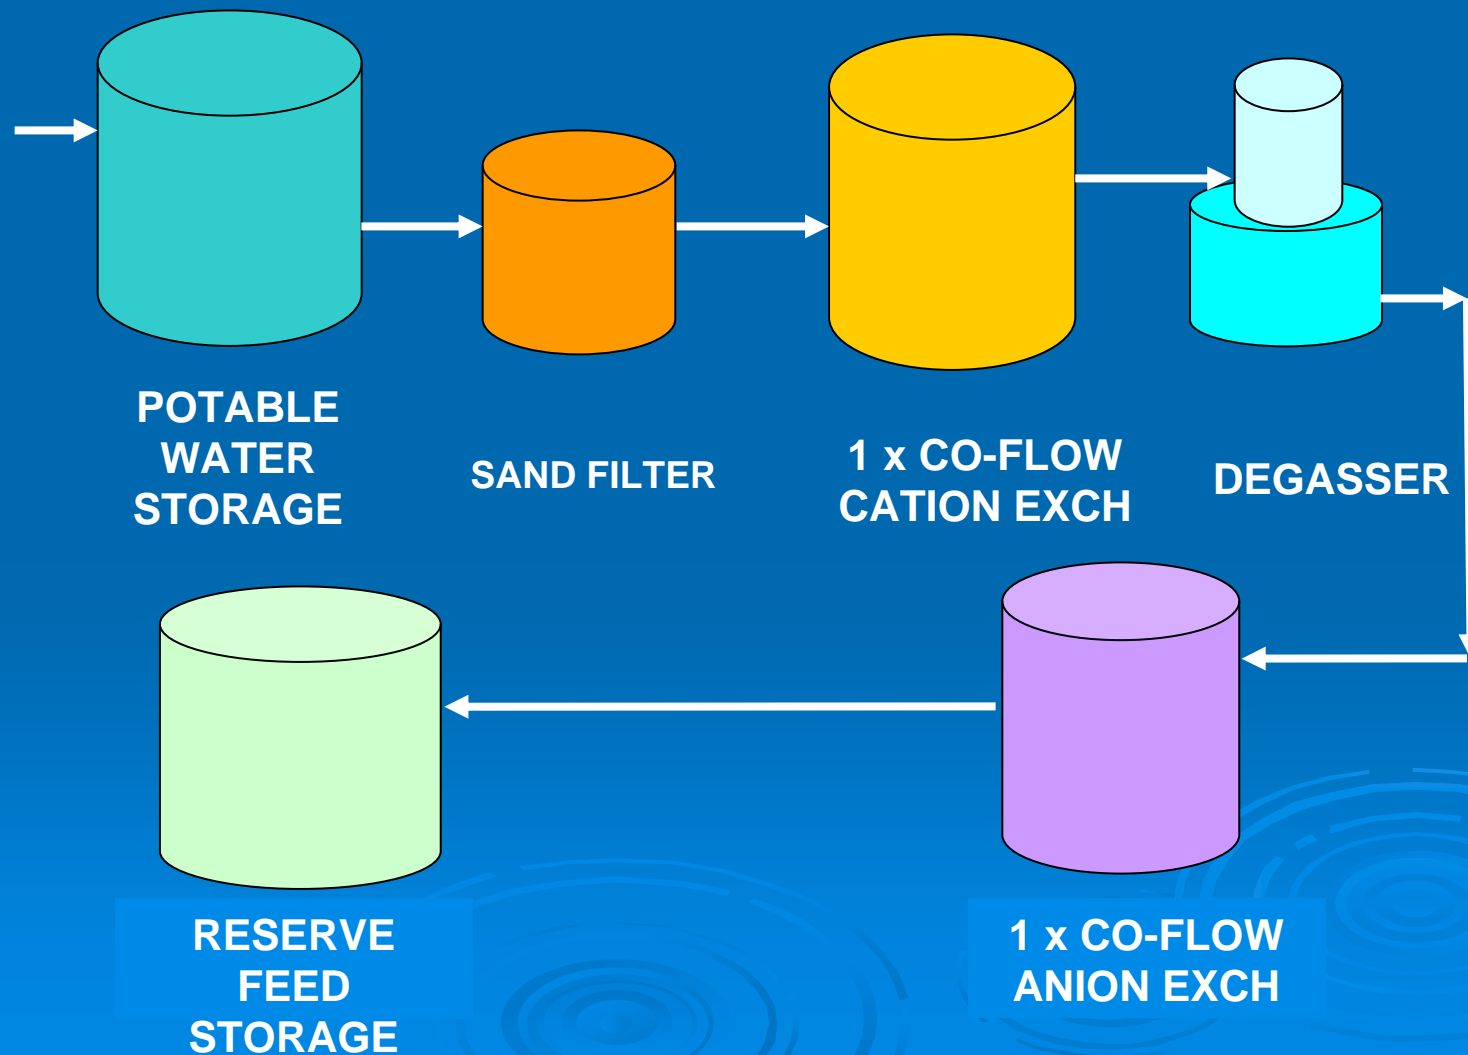 POTABLE
WATER
STORAGE
SAND FILTER
1 x CO-FLOW
CATION EXCH
DEGASSER
RESERVE
FEED
STORAGE
1 x CO-FLOW
ANION EXCH